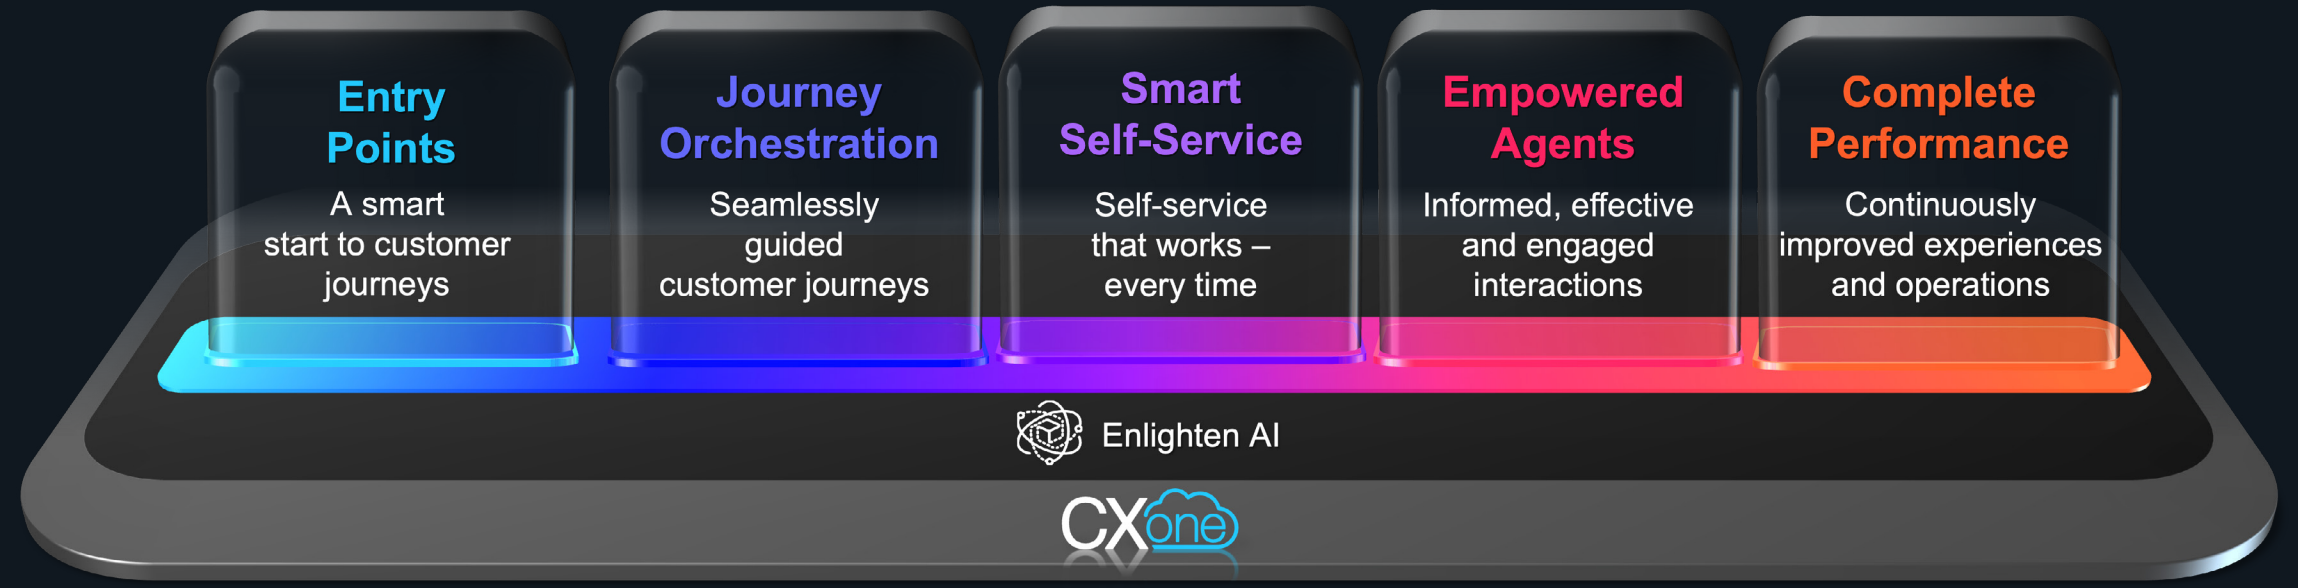 Entry
Points
A smart
start to customer
journeys
Journey
Orchestration
Seamlessly
guided
customer journeys
Smart
Self-Service
Self-service
that works –
every time
Empowered
Agents
Informed, effective
and engaged
interactions
Complete
Performance
Continuously
improved experiences
and operations
Enlighten AI
CXone